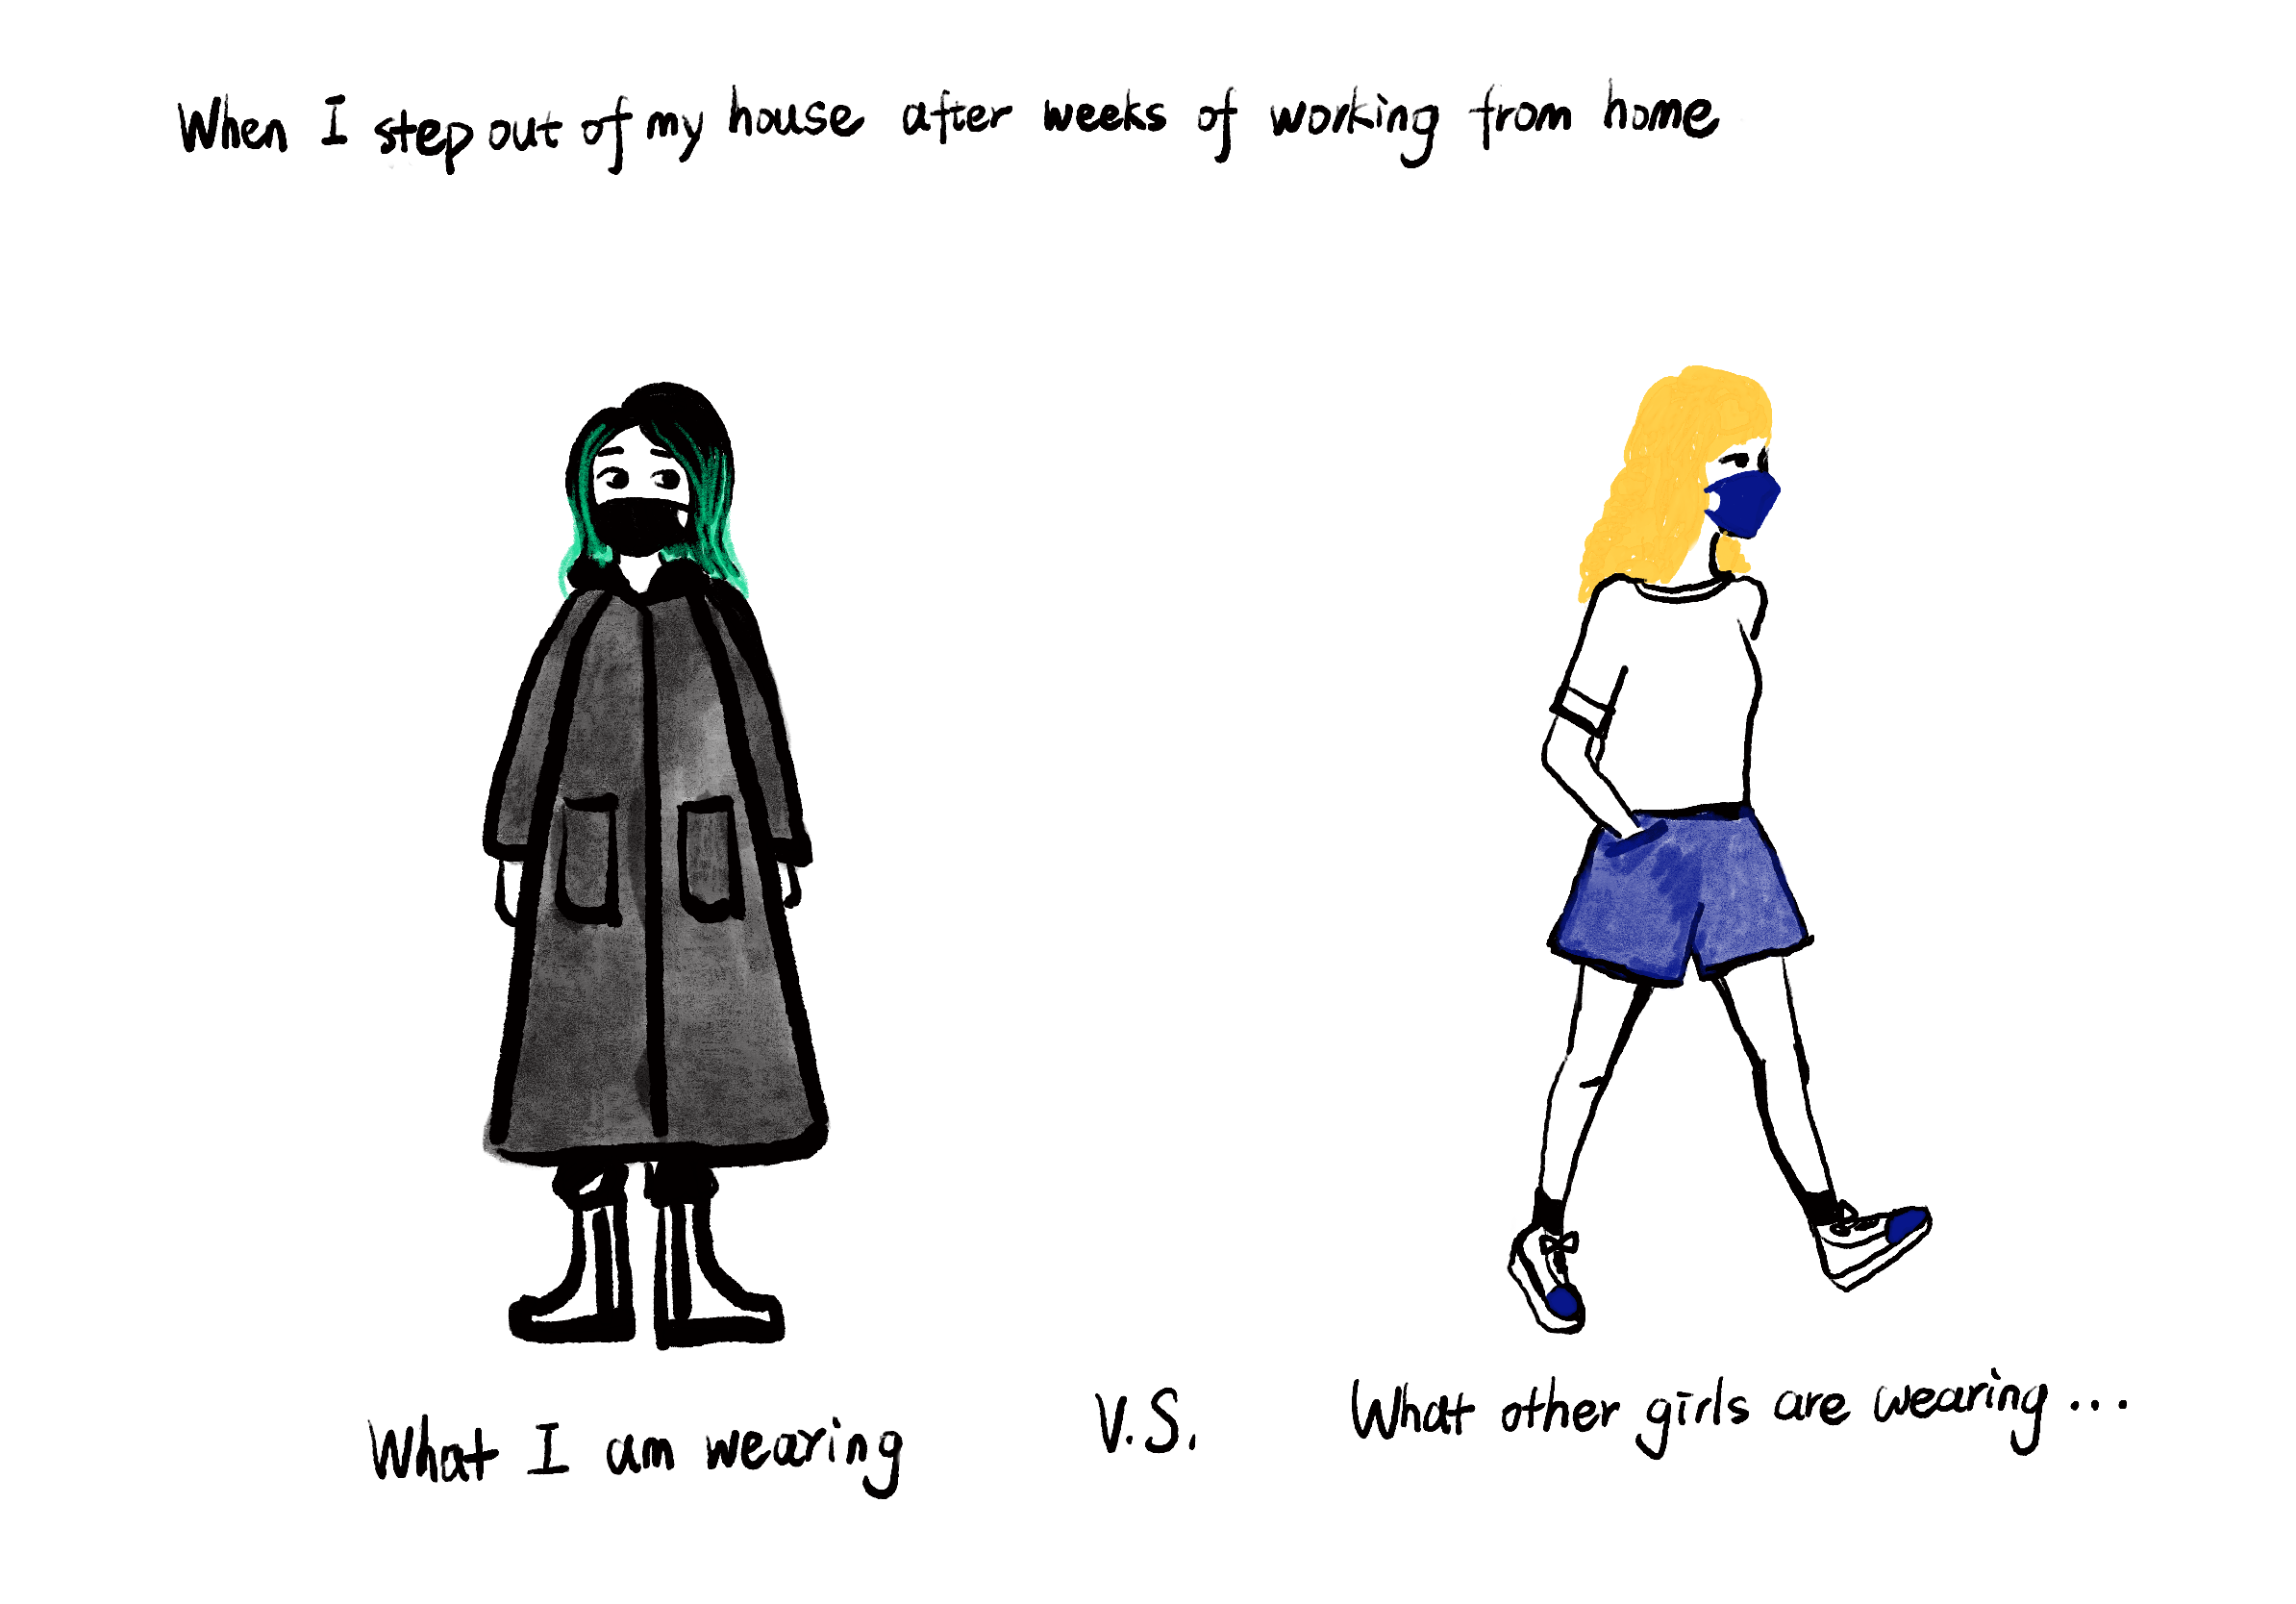 When I step out of my house after weeks of working from home
What I am wearing
V.S.
What other girls are wearing...